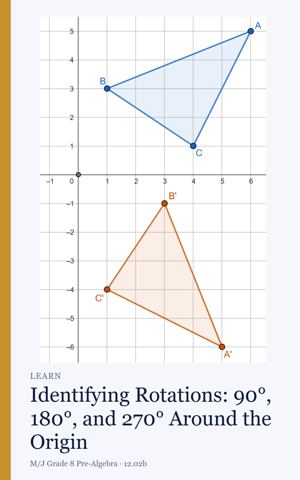 5
A
4
B
3
2
1
C
−1
0
1
2
3
4
5
6
−1
B'
−2
−3
−4
C'
−5
−6
A'
LEARN
Identifying Rotations: 90°,
180°, and 270° Around the
Origin
M/J Grade 8 Pre-Algebra · 12.02b